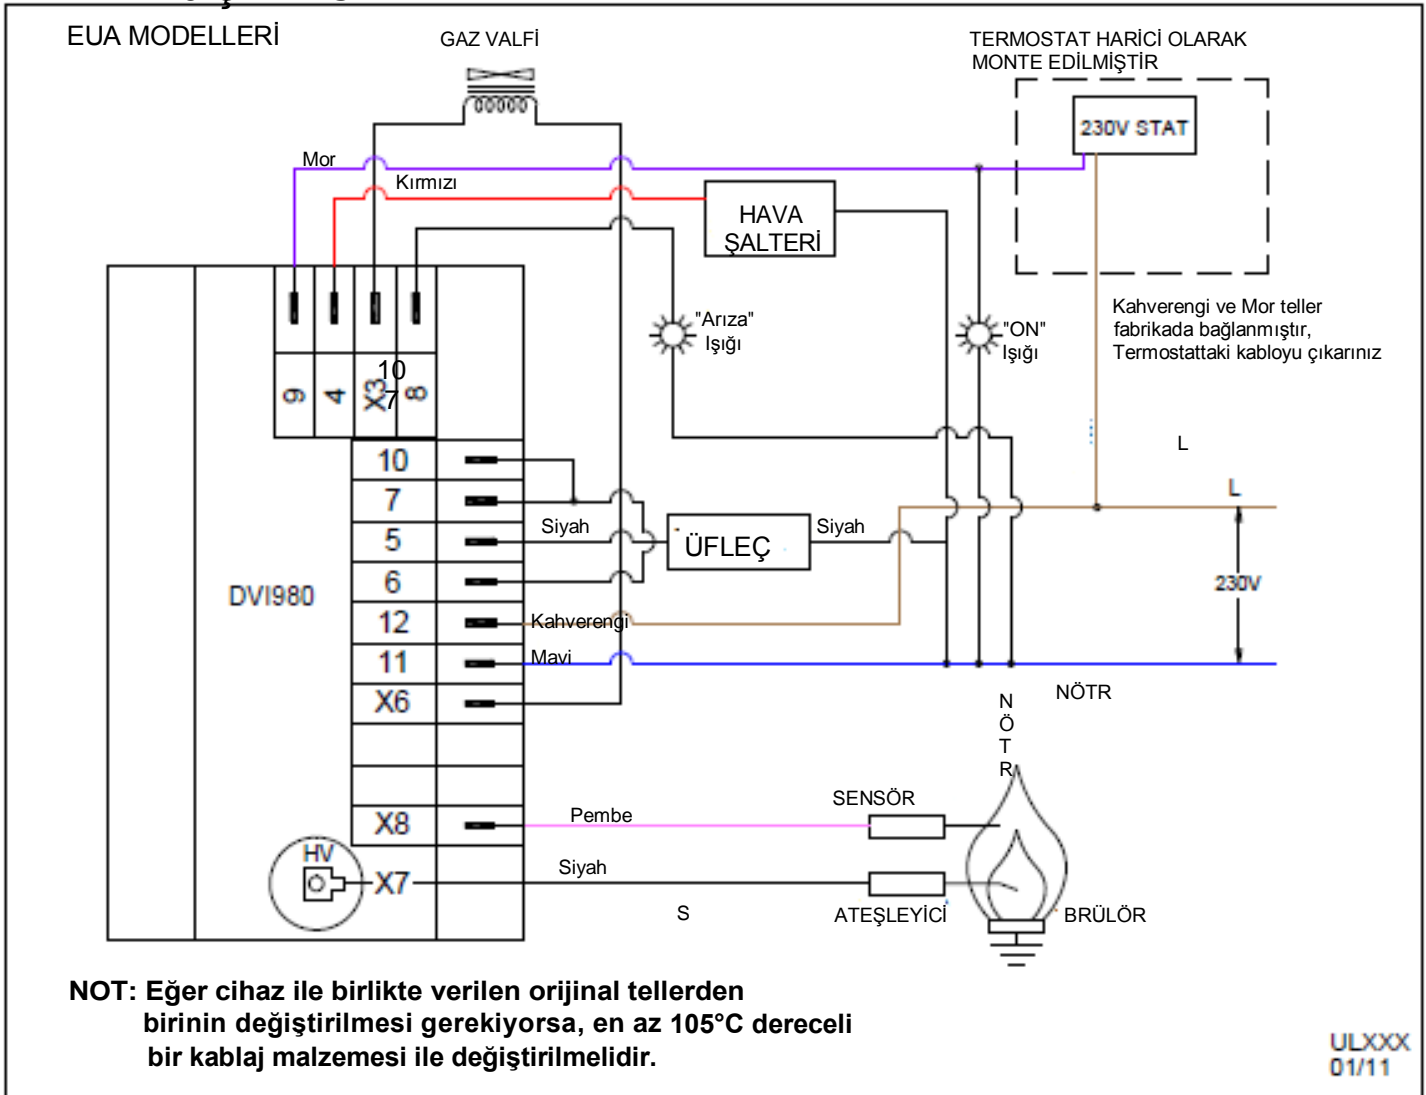 EUA MODELLERİ
GAZ VALFİ
TERMOSTAT HARİCİ OLARAK
MONTE EDİLMİŞTİR
230V STAT
Mor
Kırmızı
HAVA
ŞALTERİ
"Arıza"
Işığı
"ON"
Işığı
Kahverengi ve Mor teller
fabrikada bağlanmıştır,
Termostattaki kabloyu çıkarınız
9
4
X3
10
7
8
L
L
10
7
5
Siyah
ÜFLEÇ
Siyah
6
230V
DVI980
12
Kahverengi
11
Mavi
X6
NÖTR
N
Ö
T
R
X8
Pembe
SENSÖR
HV
X7
Siyah
S
ATEŞLEYİCİ
BRÜLÖR
NOT: Eğer cihaz ile birlikte verilen orijinal tellerden
birinin değiştirilmesi gerekiyorsa, en az 105°C dereceli
bir kablaj malzemesi ile değiştirilmelidir.
ULXXX
01/11